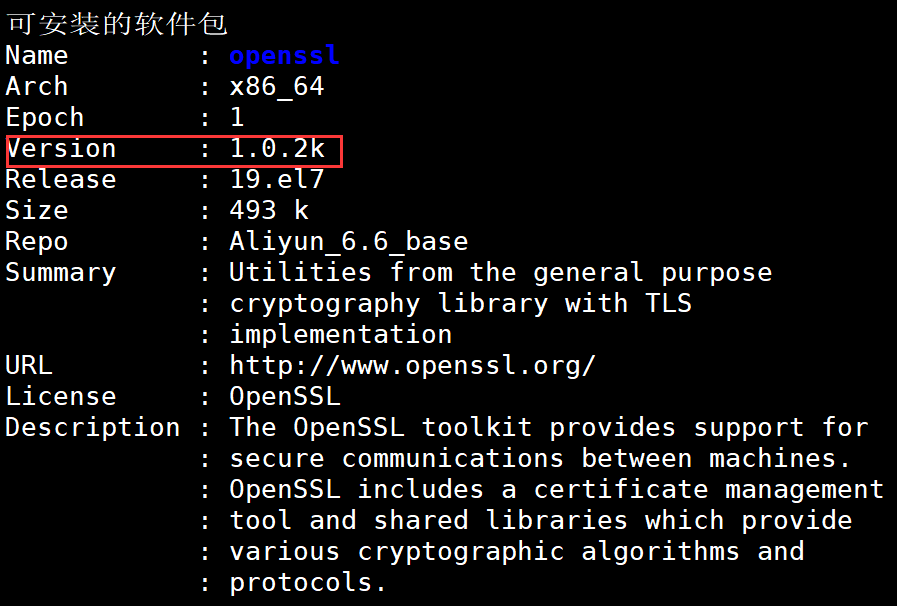 可安装的软件包
Name        : openssl
Arch        : x86_64
Epoch       : 1
Version     : 1.0.2k
Release     : 19.el7
Size        : 493 k
Repo        : Aliyun_6.6_base
Summary     : Utilities from the general purpose
            : cryptography library with TLS
            : implementation
URL         : http://www.openssl.org/
License     : OpenSSL
Description : The OpenSSL toolkit provides support for
            : secure communications between machines.
            : OpenSSL includes a certificate management
            : tool and shared libraries which provide
            : various cryptographic algorithms and
            : protocols.